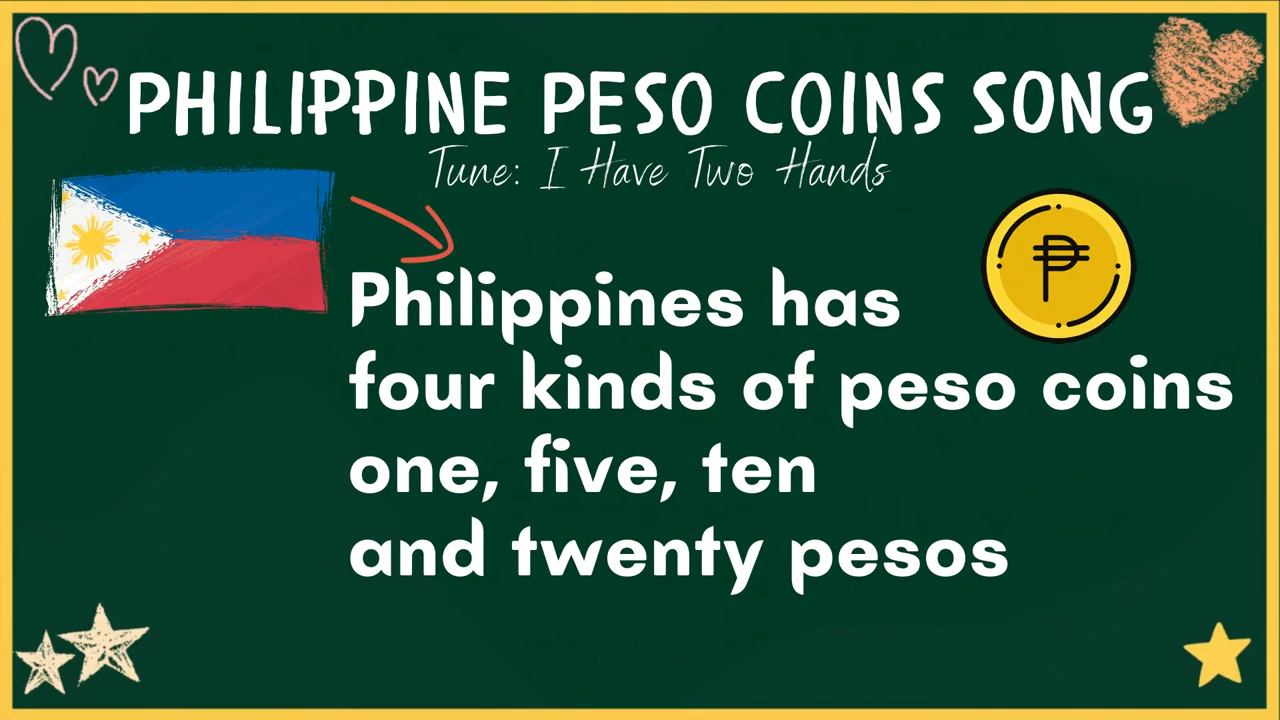 PHILIPPINE PESO COINS SONG
Tune: I Have Two Hands
Philippines has
four kinds of peso coins
one, five, ten
and twenty pesos